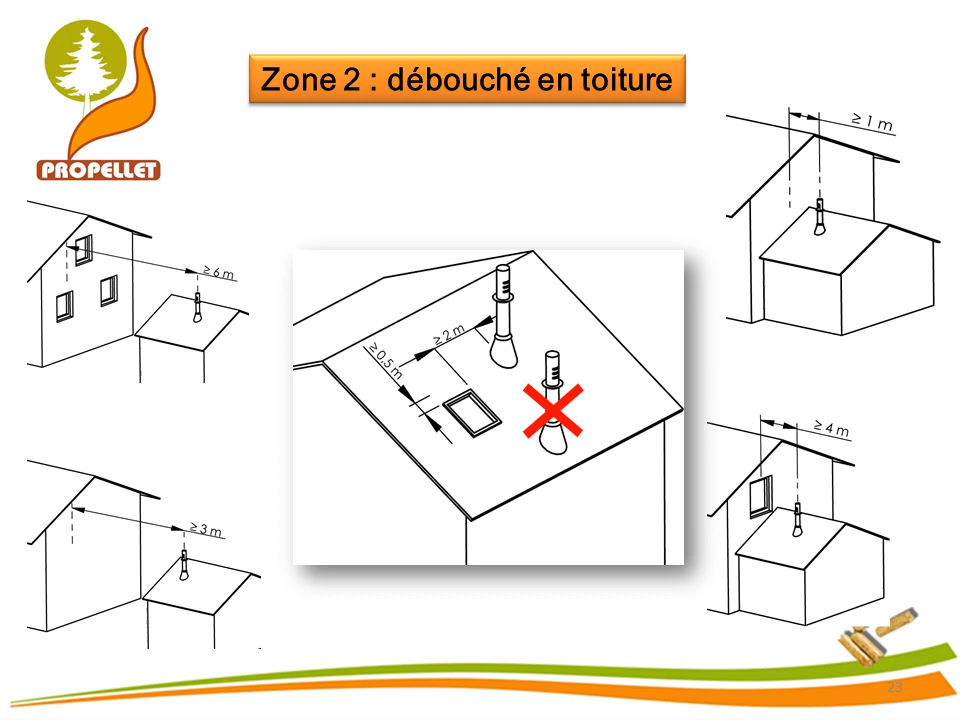 Zone 2 : débouché en toiture
PROPELLET
≥ 1 m
≥ 6 m
≥ 2 m
≥ 0,5 m
≥ 4 m
≥ 3 m
23